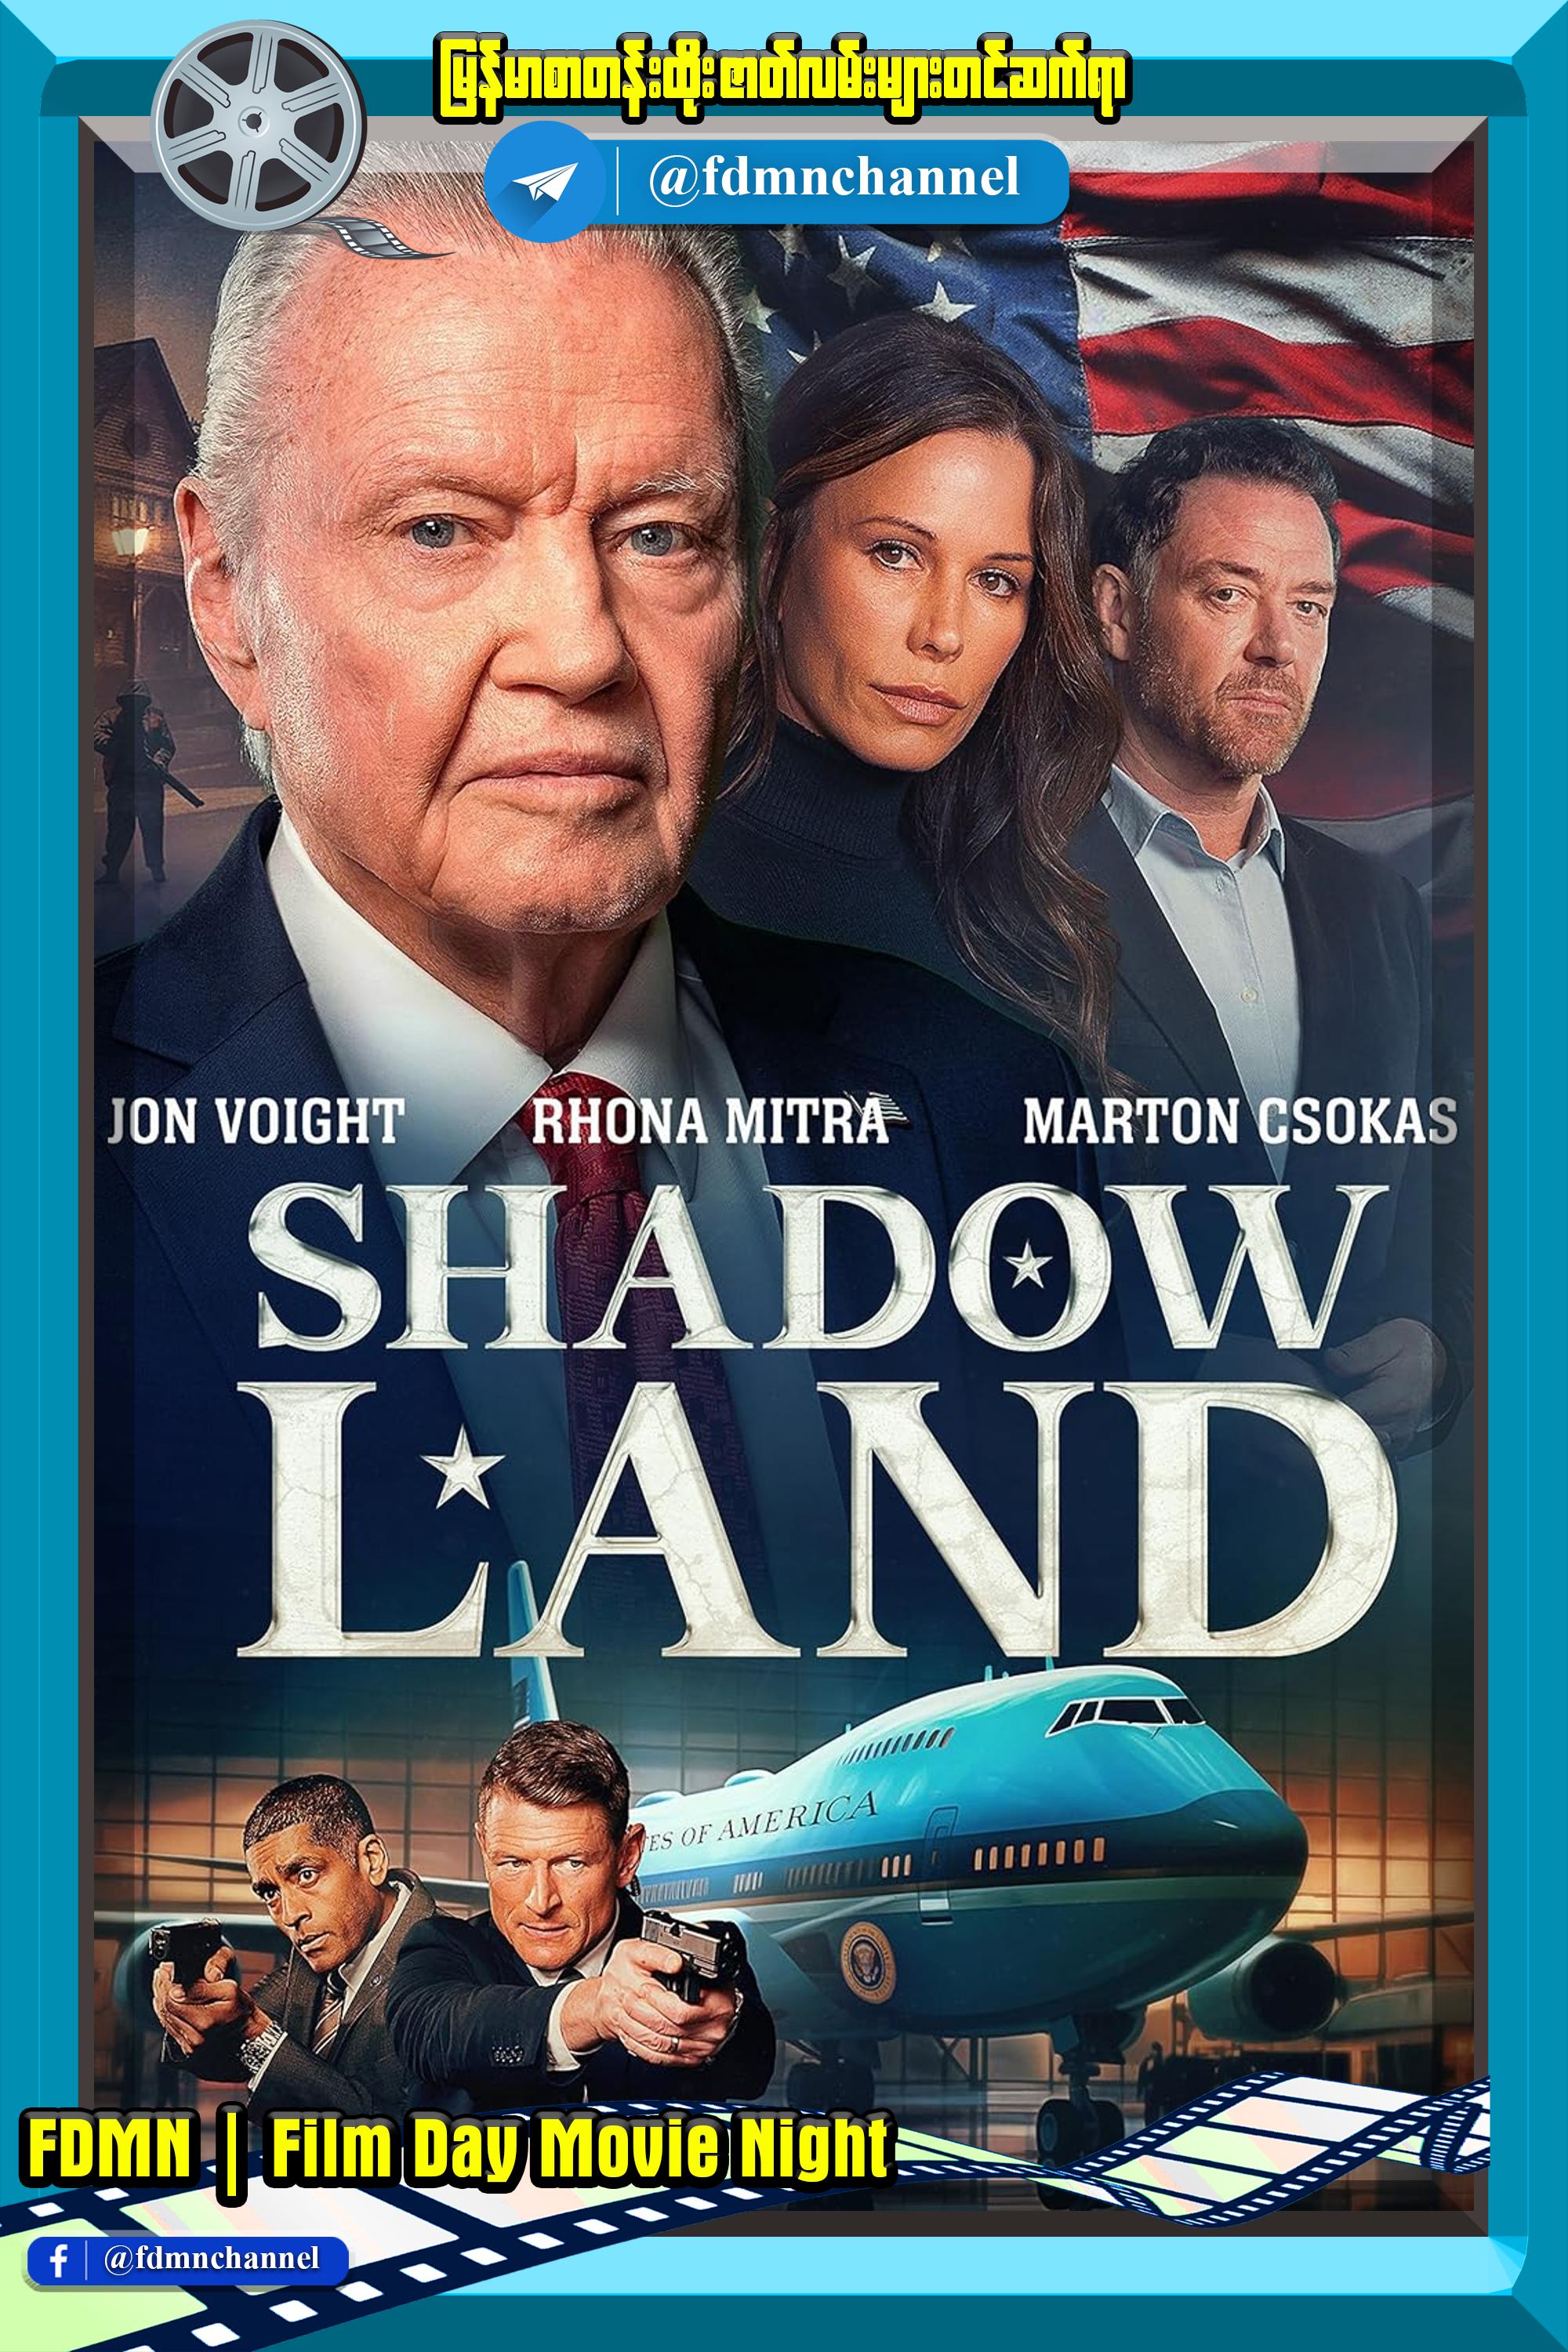 မြန်မာစာတန်းထိုး ဇာတ်လမ်းများတင်ဆက်ရာ
@fdmnchannel
JON VOIGHT RHONA MITRA MARTON CSOKAS
SHADOW
LAND
ES OF AMERICA
FDMN | Film Day Movie Night
@fdmnchannel